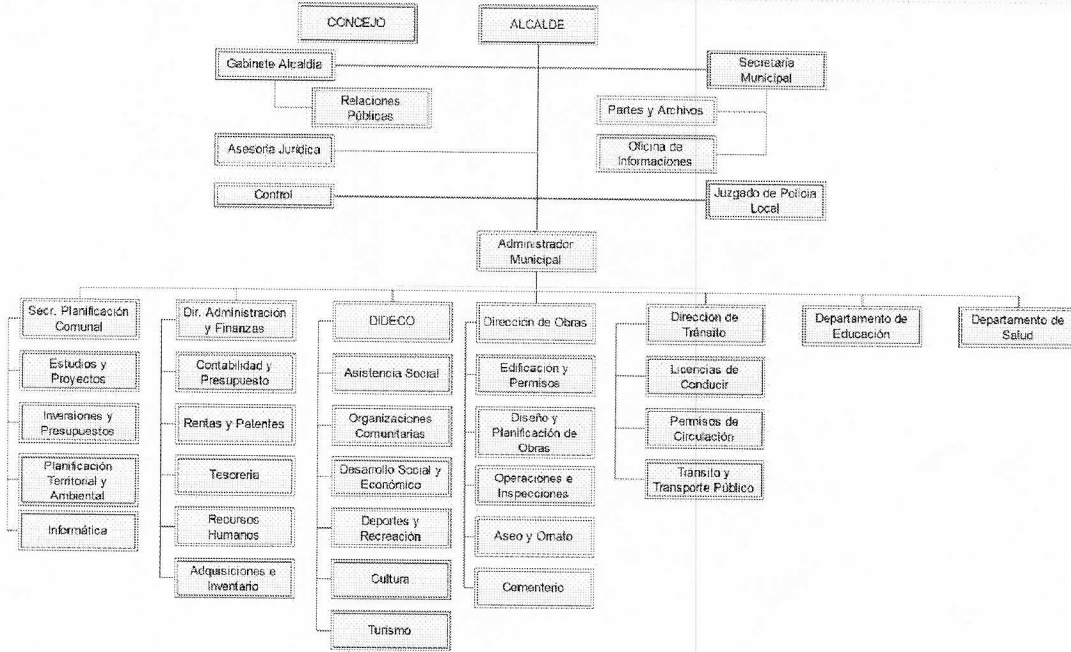 CONCEJO
ALCALDE
Gabinete Alcaldía
Secretaría
Municipal
Relaciones
Públicas
Partes y Archivos
Asesoría Jurídica
Oficina de
Informaciones
Control
Juzgado de Policía
Local
Administrador
Municipal
Secr. Planificación
Comunal
Estudios y
Proyectos
Inversiones y
Presupuestos
Planificación
Territorial y
Ambiental
Informática
Dir. Administración
y Finanzas
Contabilidad y
Presupuesto
Rentas y Patentes
Tesorería
Recursos
Humanos
Adquisiciones e
Inventario
DIDECO
Asistencia Social
Organizaciones
Comunitarias
Desarrollo Social y
Económico
Deportes y
Recreación
Cultura
Turismo
Dirección de Obras
Edificación y
Permisos
Diseño y
Planificación de
Obras
Operaciones e
Inspecciones
Aseo y Ornato
Cementerio
Dirección de
Tránsito
Licencias de
Conducir
Permisos de
Circulación
Tránsito y
Transporte Público
Departamento de
Educación
Departamento de
Salud